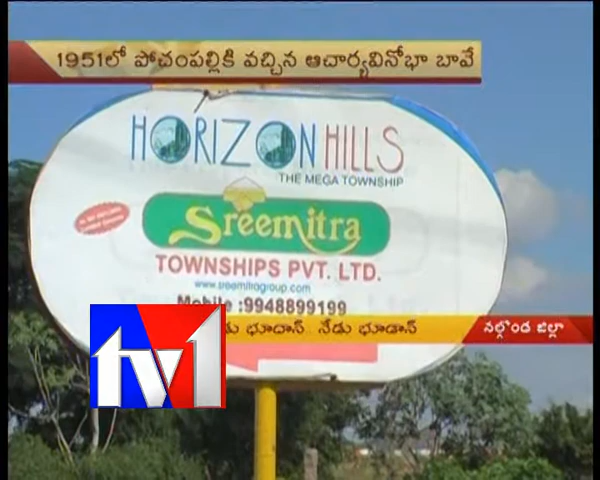 1951లో పోచంపల్లికి వచ్చిన ఆచార్యవినోభా బావే
HORIZON HILLS
THE MEGA TOWNSHIP
Sreemitra
TOWNSHIPS PVT. LTD.
www.sreemitragroup.com
Mobile :9948899199
భూదాన్.. నేడు భూడాన్
నల్గొండ జిల్లా
tv1